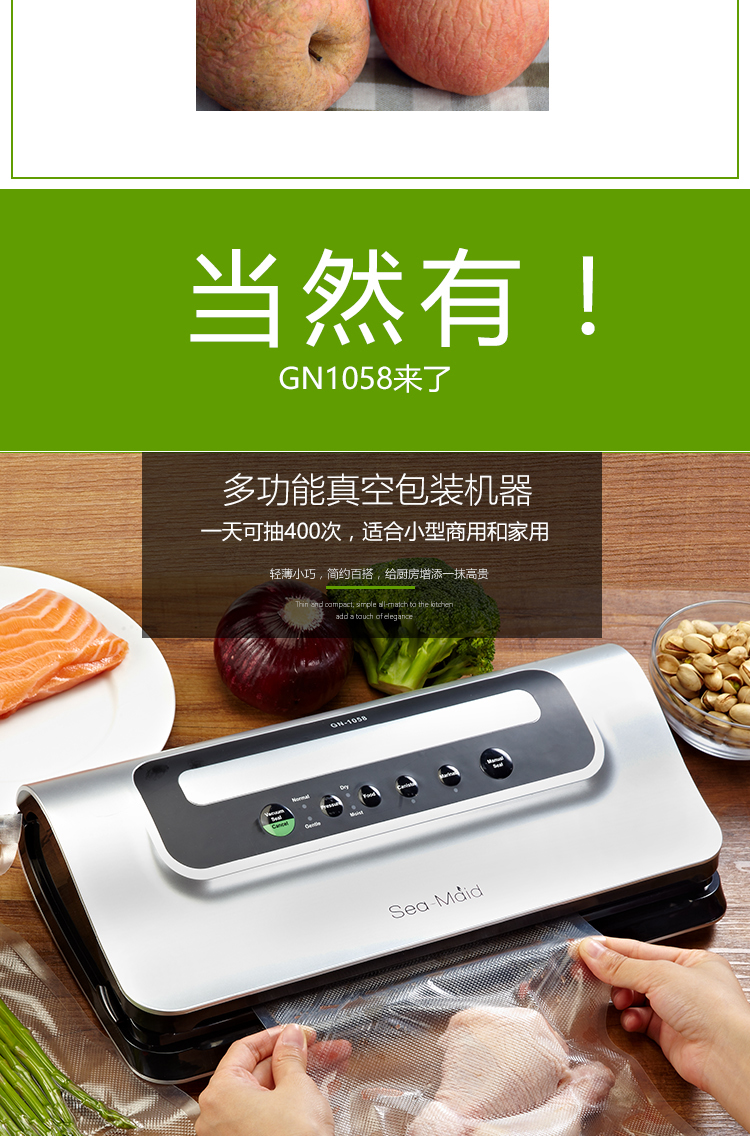 当然有！
GN1058来了
多功能真空包装机器
一天可抽400次，适合小型商用和家用
轻薄小巧，简约百搭，给厨房增添一抹高贵
Thin and compact, simple all-match to the kitchen
add a touch of elegance
GN-1058
Vacuum
Seal
Cancel
Normal
Gentle
Pressure
Dry
Moist
Food
Canister
Marinate
Manual
Seal
Sea-Maid